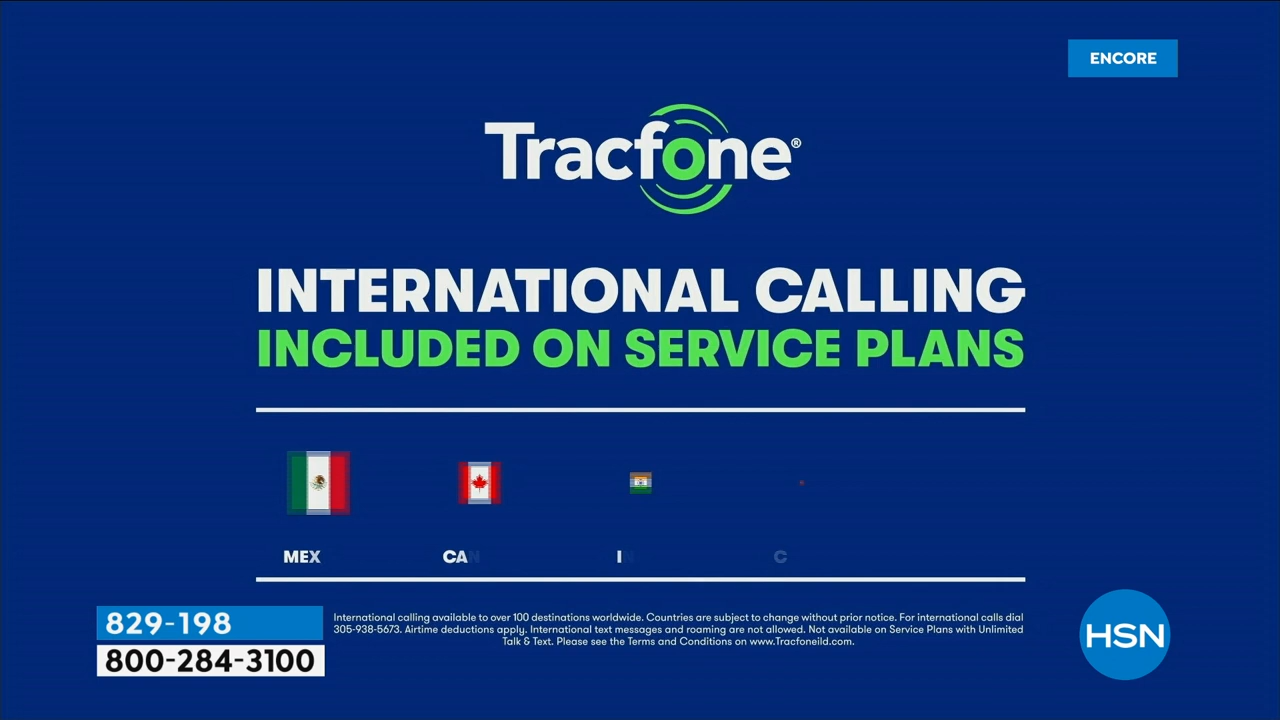 ENCORE
Tracfone®
INTERNATIONAL CALLING
INCLUDED ON SERVICE PLANS
MEX
CAN
IN
C
829-198
800-284-3100
International calling available to over 100 destinations worldwide. Countries are subject to change without prior notice. For international calls dial
305-938-5673. Airtime deductions apply. International text messages and roaming are not allowed. Not available on Service Plans with Unlimited
Talk & Text. Please see the Terms and Conditions on www.Tracfoneild.com.
HSN